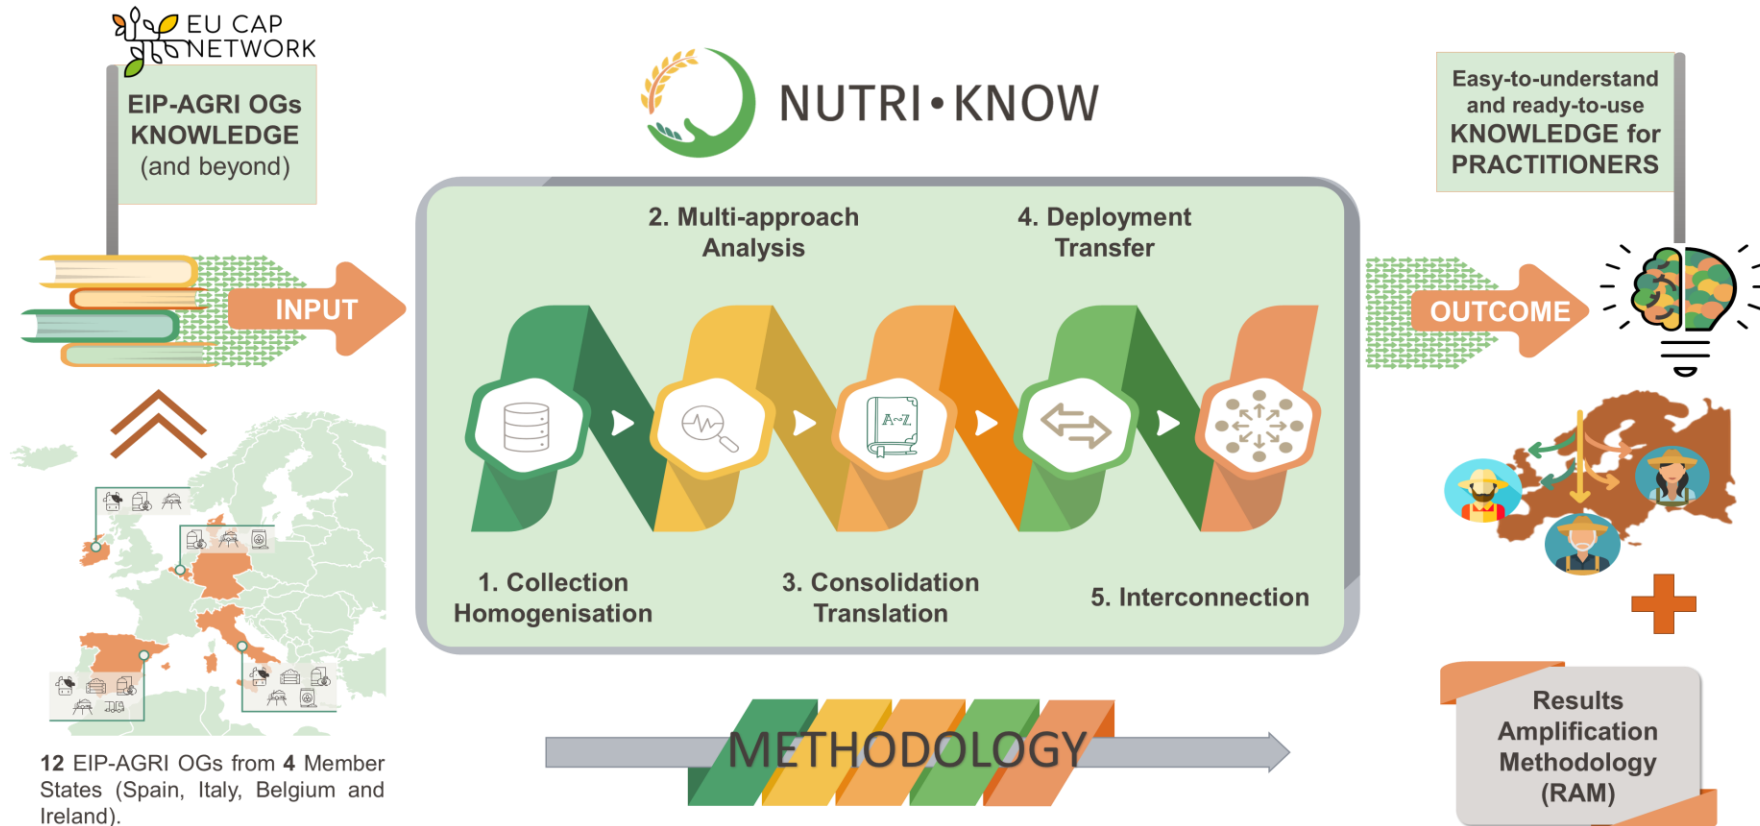 EU CAP
NETWORK
EIP-AGRI OGs
KNOWLEDGE
(and beyond)
INPUT
12 EIP-AGRI OGs from 4 Member
States (Spain, Italy, Belgium and
Ireland).
NUTRI•KNOW
2. Multi-approach
Analysis
4. Deployment
Transfer
A~Z
1. Collection
Homogenisation
3. Consolidation
Translation
5. Interconnection
METHODOLOGY
Easy-to-understand
and ready-to-use
KNOWLEDGE for
PRACTITIONERS
OUTCOME
Results
Amplification
Methodology
(RAM)